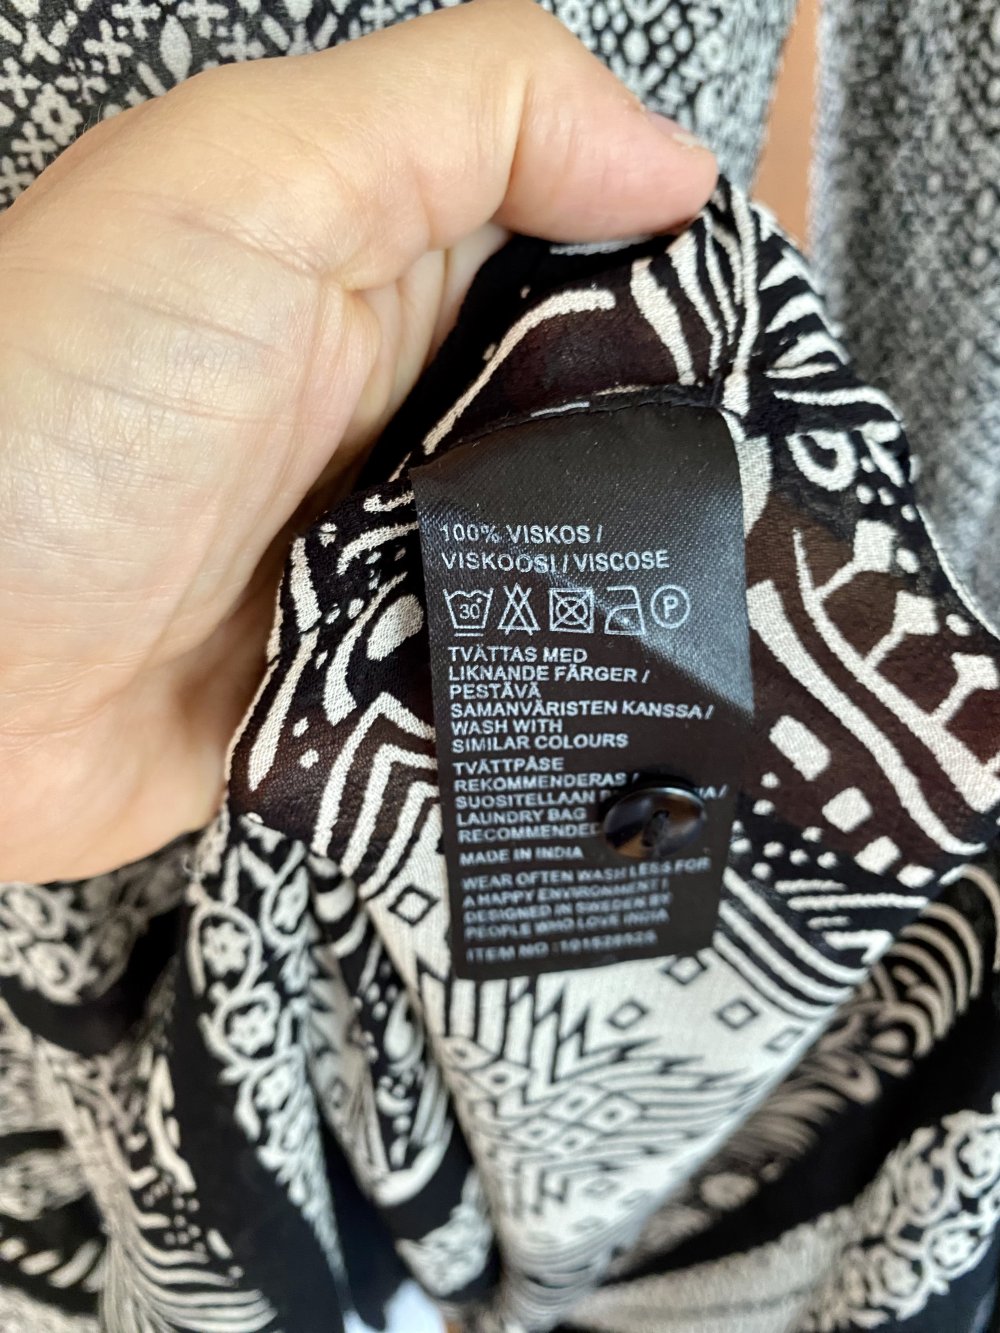 100% VISKOS /
VISKOOSI / VISCOSE
30 P
TVÄTTAS MED
LIKNANDE FÄRGER /
PESTÄVÄ
SAMANVÄRISTEN KANSSA /
WASH WITH
SIMILAR COLOURS
TVÄTTPÅSE
REKOMMENDERAS /
SUOSITELLAAN /
LAUNDRY BAG
RECOMMENDED
MADE IN INDIA
WEAR OFTEN WASH LESS FOR
A HAPPY ENVIRONMENT !
DESIGNED IN SWEDEN BY
PEOPLE WHO LOVE INDIA
ITEM NO :